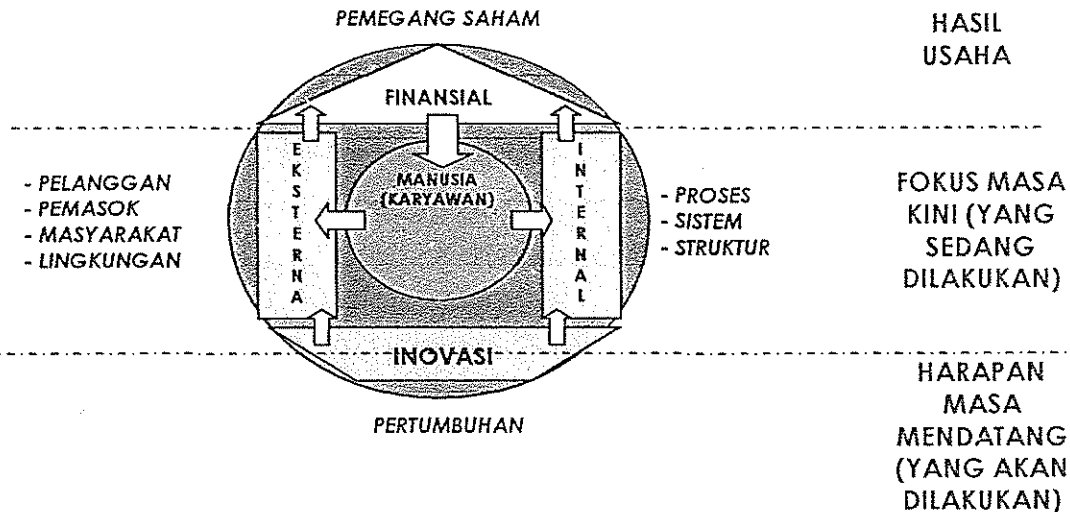 PEMEGANG SAHAM
HASIL
USAHA
FINANSIAL
EKSTERNA
MANUSIA
(KARYAWAN)
INTERNAL
- PELANGGAN
- PEMASOK
- MASYARAKAT
- LINGKUNGAN
- PROSES
- SISTEM
- STRUKTUR
FOKUS MASA
KINI (YANG
SEDANG
DILAKUKAN)
INOVASI
PERTUMBUHAN
HARAPAN
MASA
MENDATANG
(YANG AKAN
DILAKUKAN)